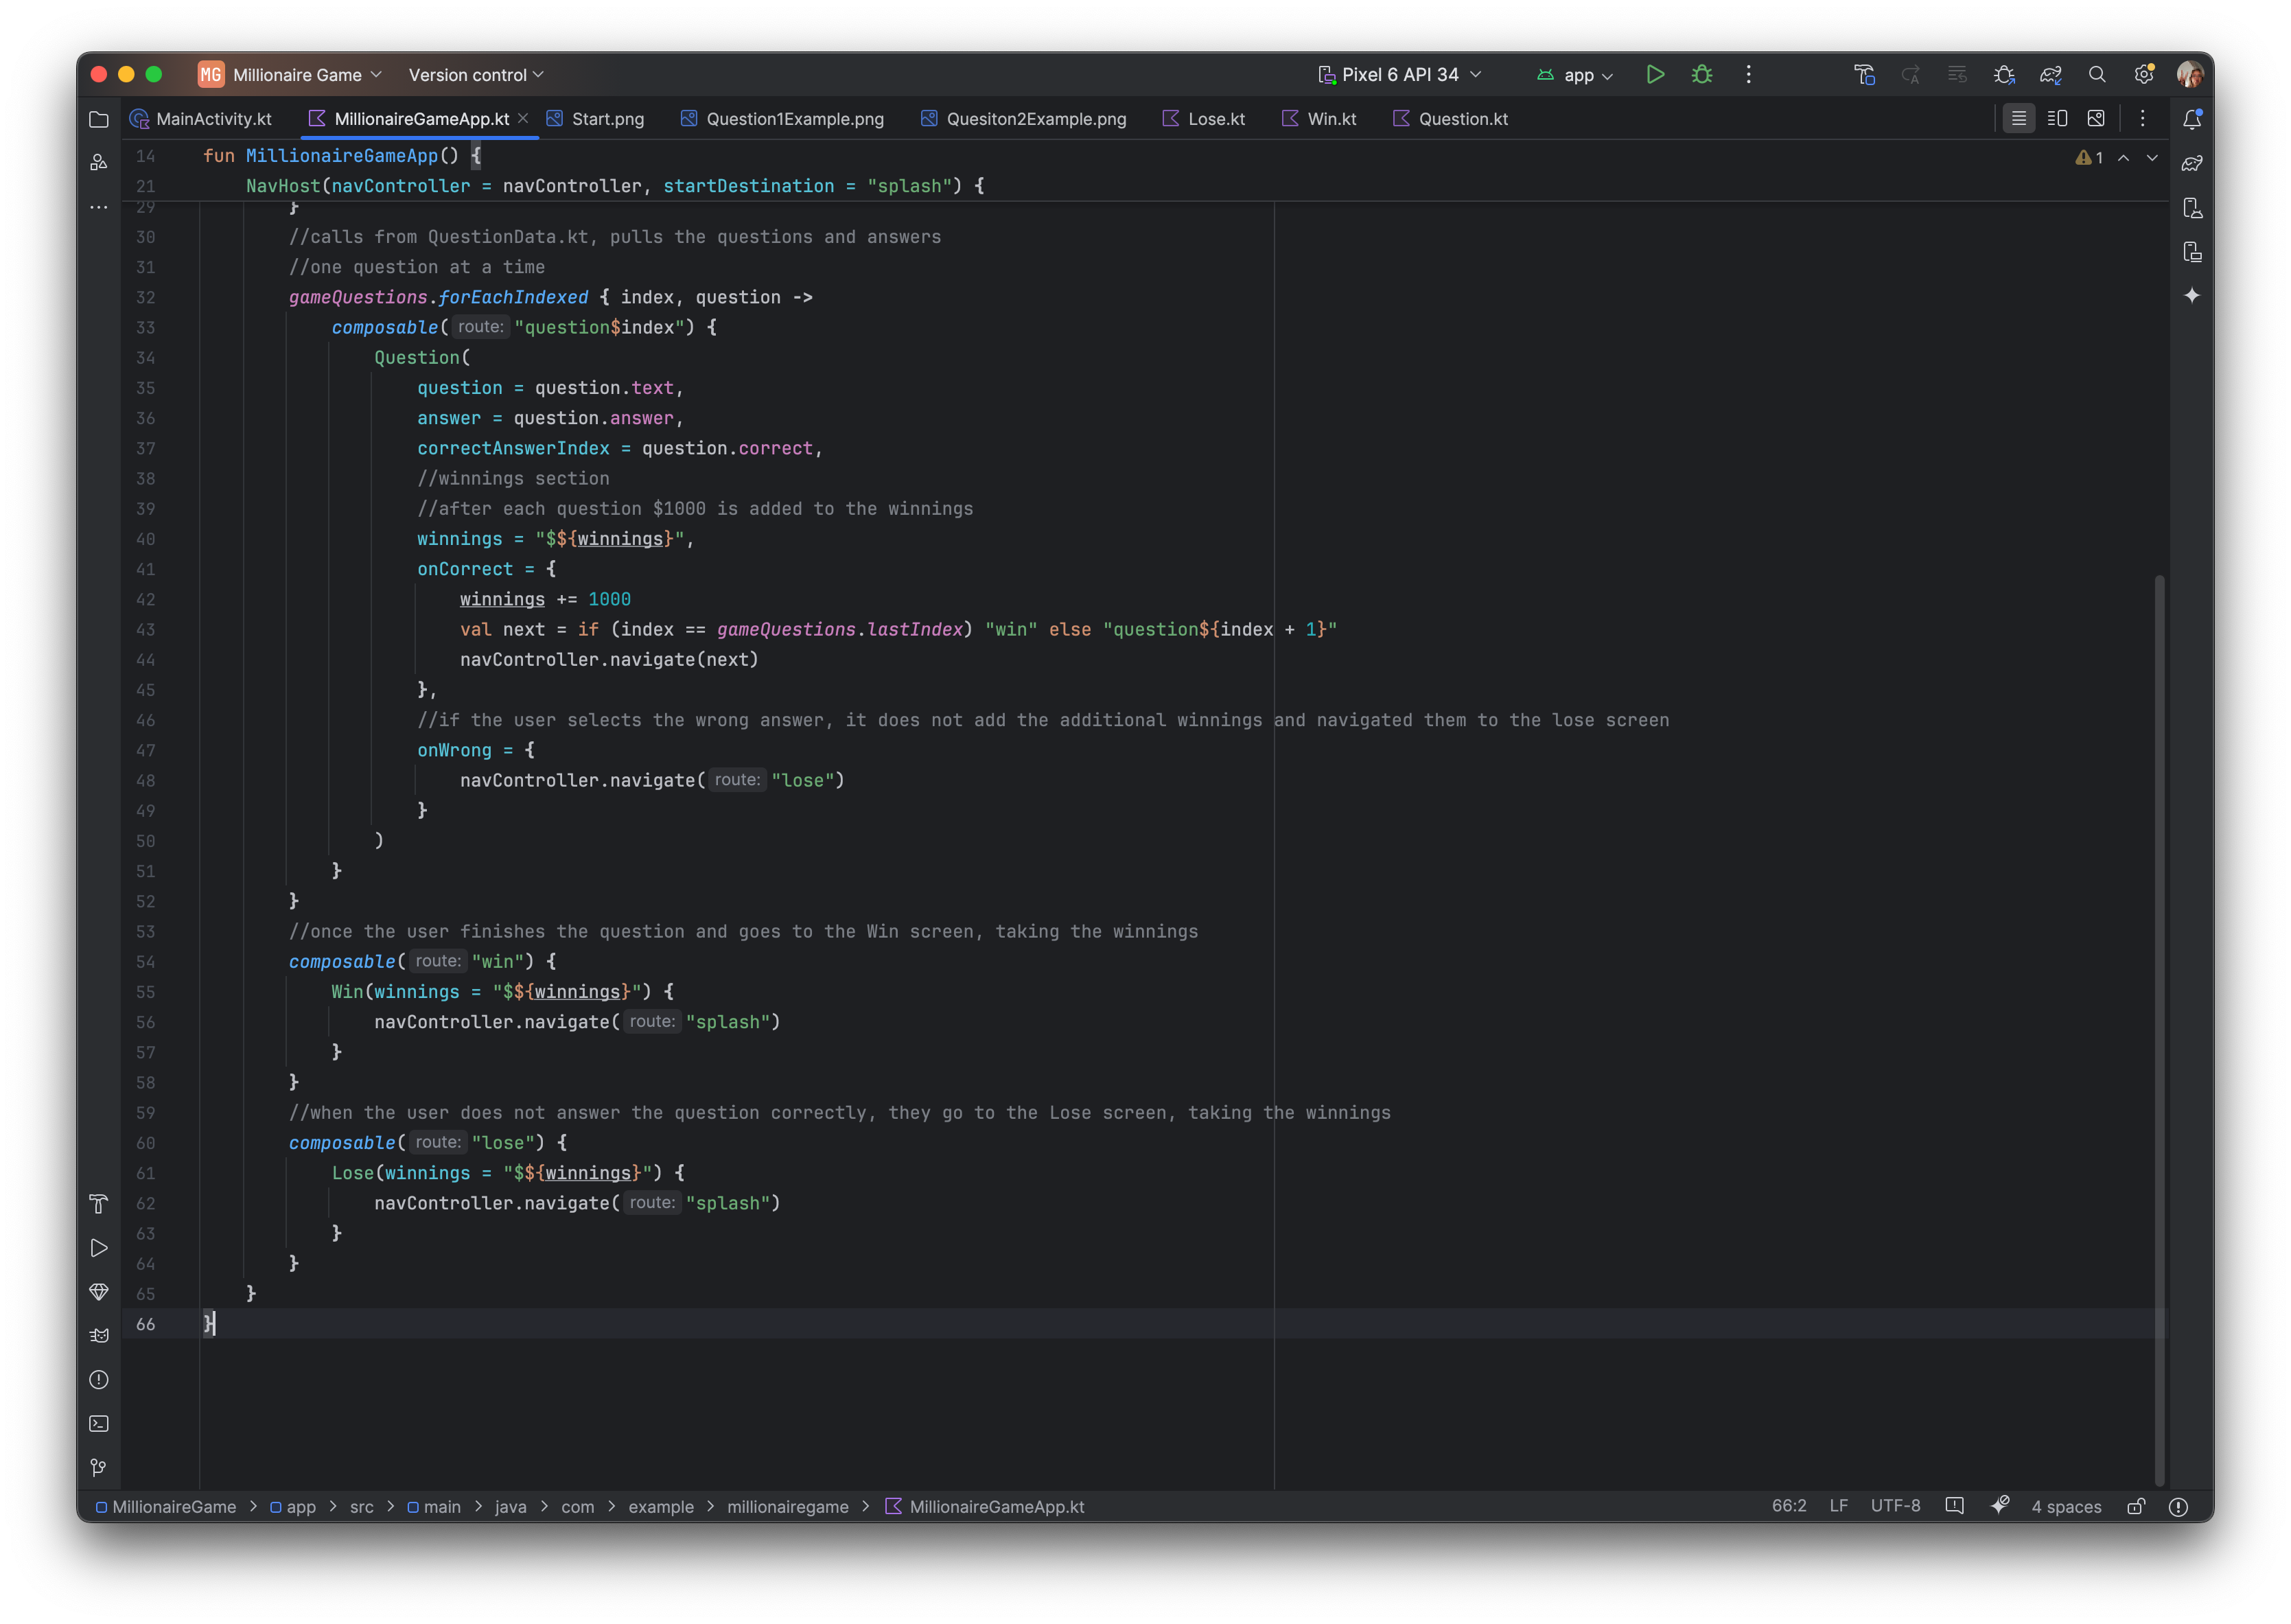 MG Millionaire Game Version control Pixel 6 API 34 app
MainActivity.kt MillionaireGameApp.kt Start.png Question1Example.png Quesiton2Example.png Lose.kt Win.kt Question.kt
14 fun MillionaireGameApp() { 1
21 NavHost(navController = navController, startDestination = "splash") {
29 }
30 //calls from QuestionData.kt, pulls the questions and answers
31 //one question at a time
32 gameQuestions.forEachIndexed { index, question ->
33 composable( route: "question$index") {
34 Question(
35 question = question.text,
36 answer = question.answer,
37 correctAnswerIndex = question.correct,
38 //winnings section
39 //after each question $1000 is added to the winnings
40 winnings = "$${winnings}",
41 onCorrect = {
42 winnings += 1000
43 val next = if (index == gameQuestions.lastIndex) "win" else "question${index + 1}"
44 navController.navigate(next)
45 },
46 //if the user selects the wrong answer, it does not add the additional winnings and navigated them to the lose screen
47 onWrong = {
48 navController.navigate( route: "lose")
49 }
50 )
51 }
52 }
53 //once the user finishes the question and goes to the Win screen, taking the winnings
54 composable( route: "win") {
55 Win(winnings = "$${winnings}") {
56 navController.navigate( route: "splash")
57 }
58 }
59 //when the user does not answer the question correctly, they go to the Lose screen, taking the winnings
60 composable( route: "lose") {
61 Lose(winnings = "$${winnings}") {
62 navController.navigate( route: "splash")
63 }
64 }
65 }
66 }
MillionaireGame > app > src > main > java > com > example > millionairegame > MillionaireGameApp.kt 66:2 LF UTF-8 4 spaces